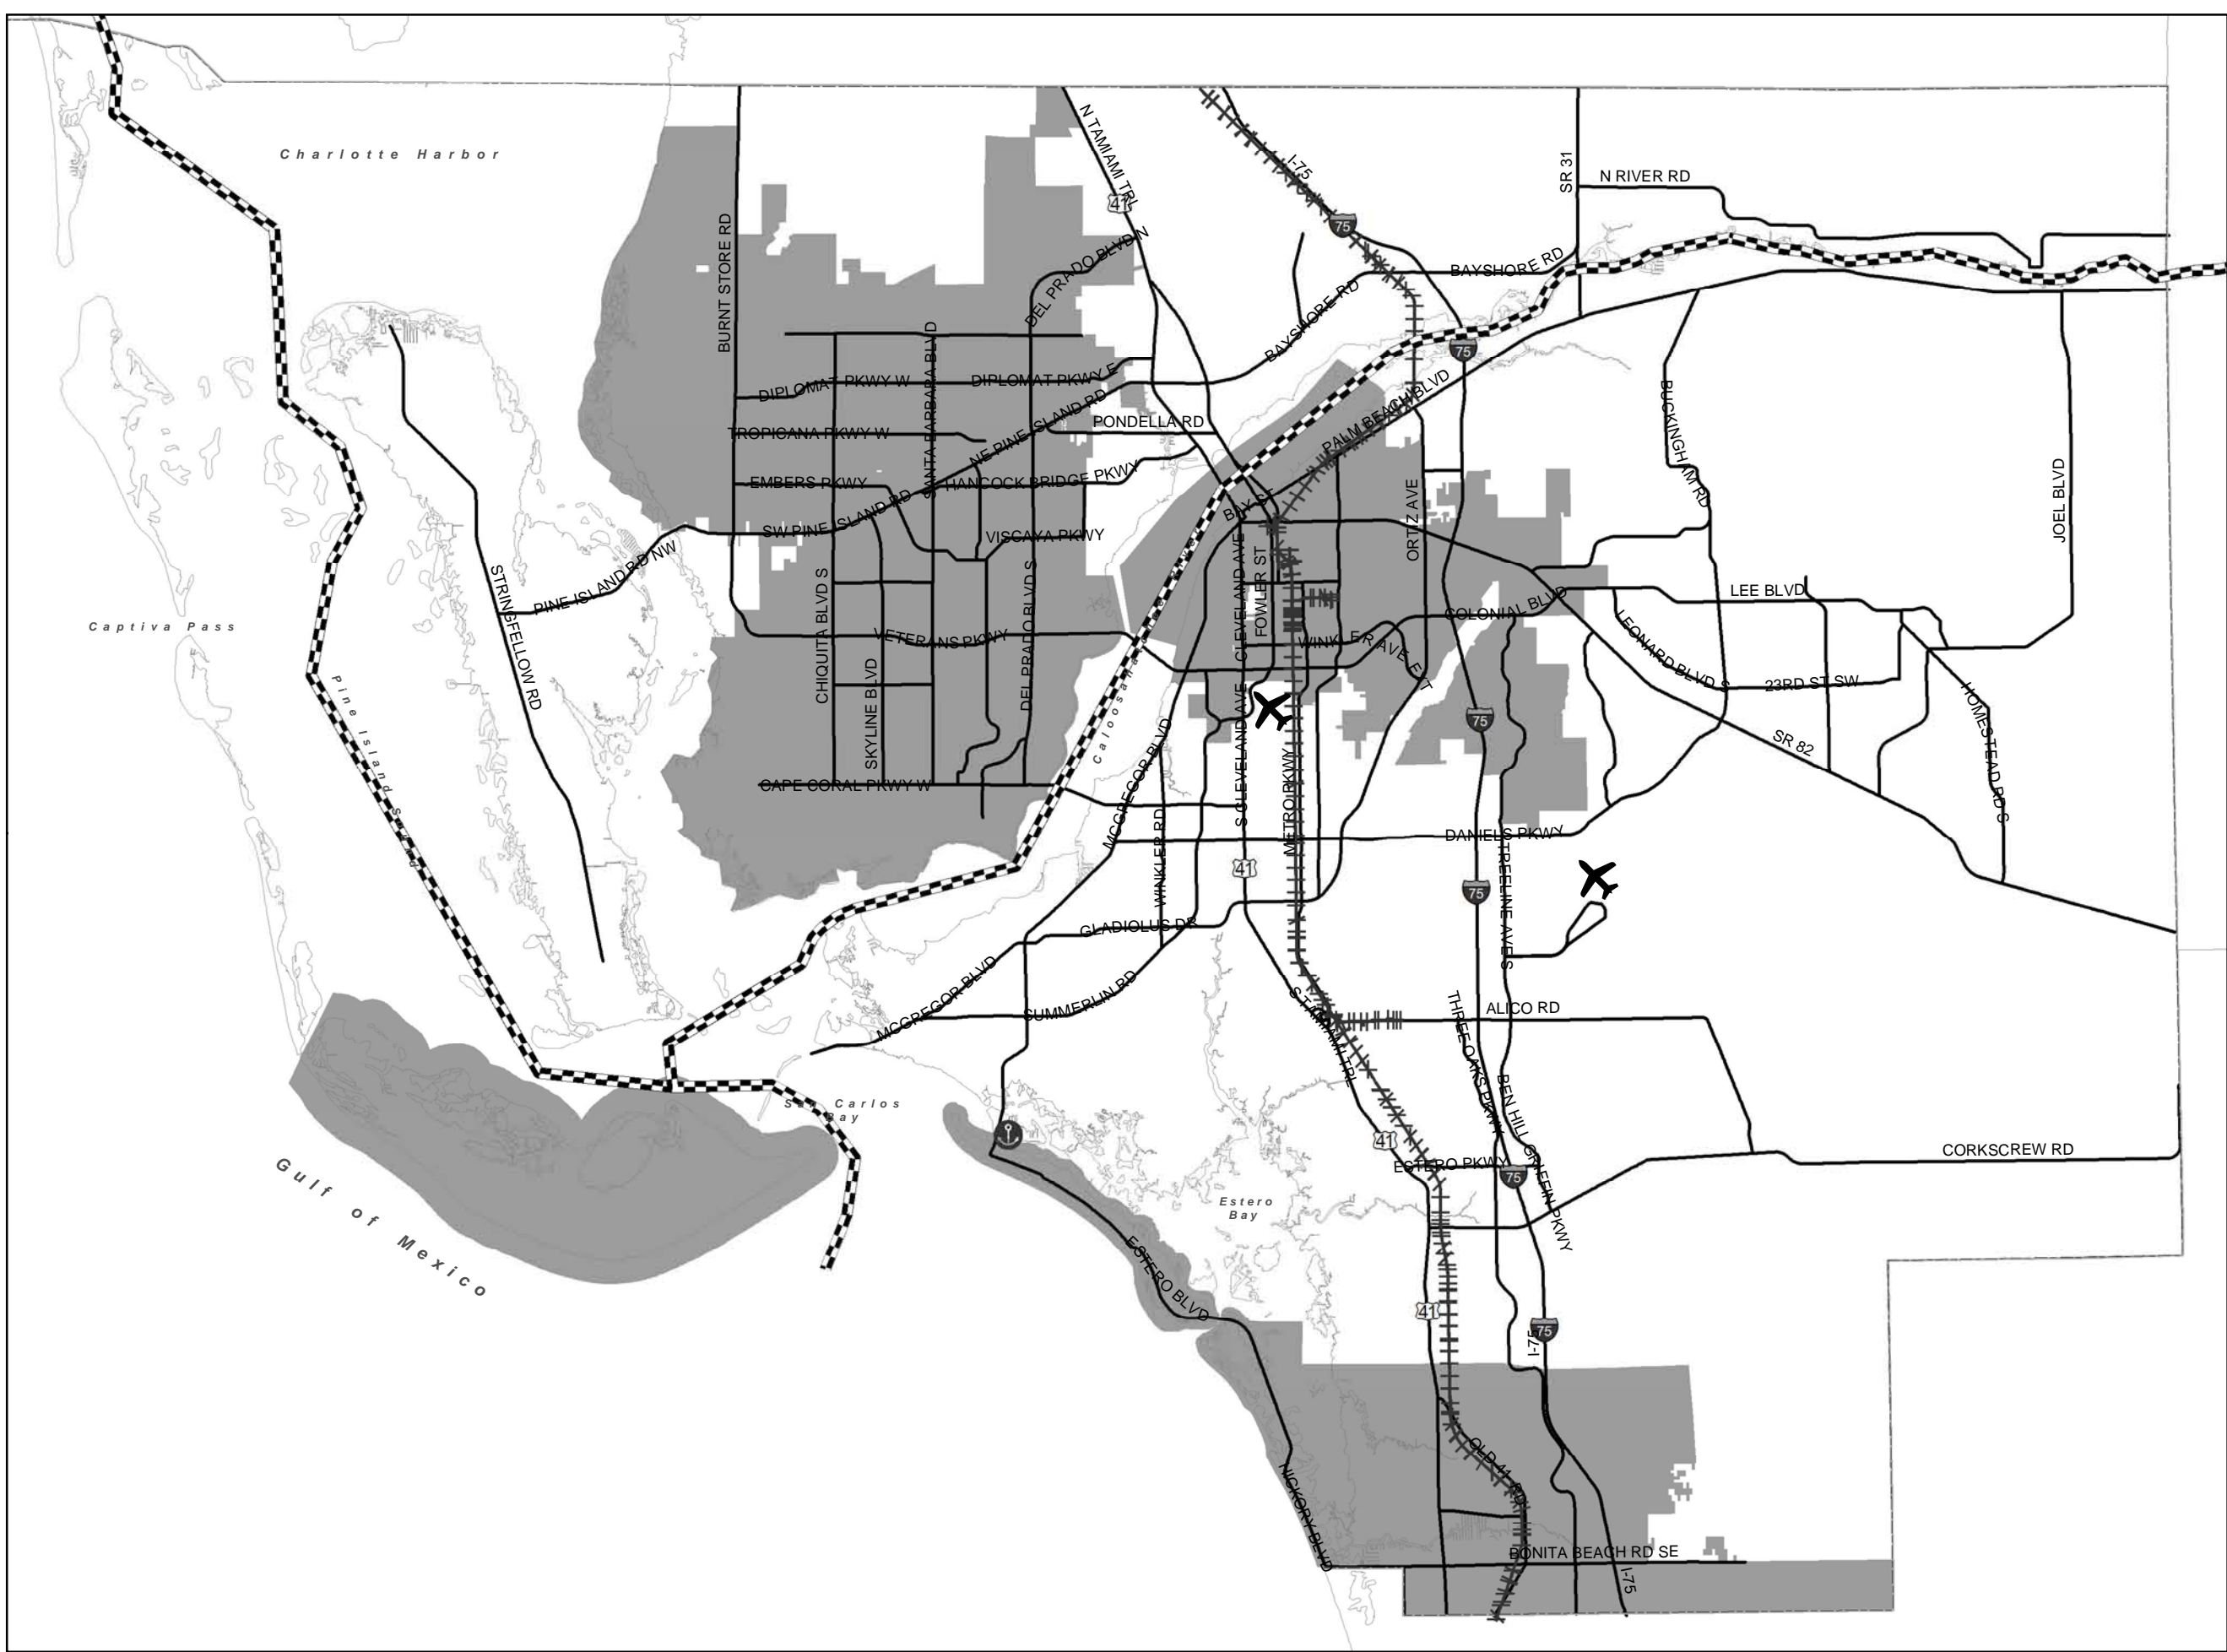 Charlotte Harbor
N TAMIAMI TRL
41
I-75
75
SR 31
N RIVER RD
BURNT STORE RD
DEL PRADO BLVD N
BAYSHORE RD
BAYSHORE RD
75
SANTA BARBARA BLVD
DIPLOMAT PKWY W
DIPLOMAT PKWY E
NE PINE ISLAND RD
PONDELLA RD
PALM BEACH BLVD
BUCKINGHAM RD
TROPICANA PKWY W
EMBERS PKWY
HANCOCK BRIDGE PKWY
BAY ST
ORTIZ AVE
JOEL BLVD
SW PINE ISLAND RD
VISCAYA PKWY
PINE ISLAND RD NW
STRINGFELLOW RD
CHIQUITA BLVD S
DEL PRADO BLVD S
CLEVELAND AVE
FOWLER ST
COLONIAL BLVD
LEE BLVD
Captiva Pass
VETERANS PKWY
WINKLER AVE EXT
LEONARD BLVD S
23RD ST SW
HOMESTEAD RD S
Pine Island
SKYLINE BLVD
75
SR 82
CAPE CORAL PKWY W
MCGREGOR BLVD
S CLEVELAND AVE
METRO PKWY
WINKLER RD
DANIELS PKWY
41
75
TREELINE AVE S
GLADIOLUS DR
MCGREGOR BLVD
SUMMERLIN RD
S TAMIAMI TRL
THREE OAKS PKWY
ALICO RD
San Carlos
Bay
BEN HILL GRIFFIN PKWY
41
ESTERO PKWY
75
CORKSCREW RD
Gulf of Mexico
Estero
Bay
ESTERO BLVD
41
I-75
75
OLD 41 RD
HICKORY BLVD
BONITA BEACH RD SE
I-75